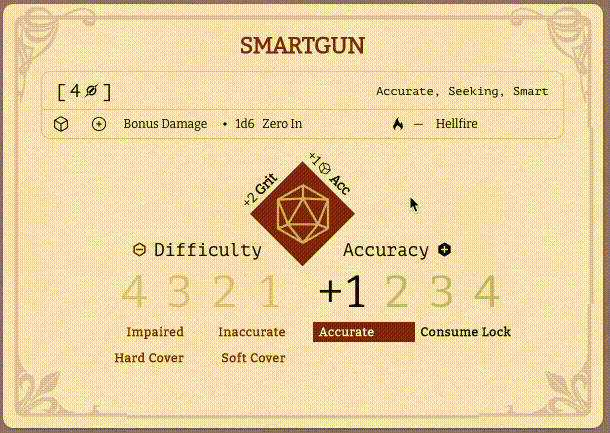 SMARTGUN
[ 4 ]
Accurate, Seeking, Smart
Bonus Damage • 1d6 Zero In
– Hellfire
+2 Grit
+1 Acc
Difficulty
Accuracy
4 3 2 1 +1 2 3 4
Impaired Inaccurate Accurate Consume Lock
Hard Cover Soft Cover